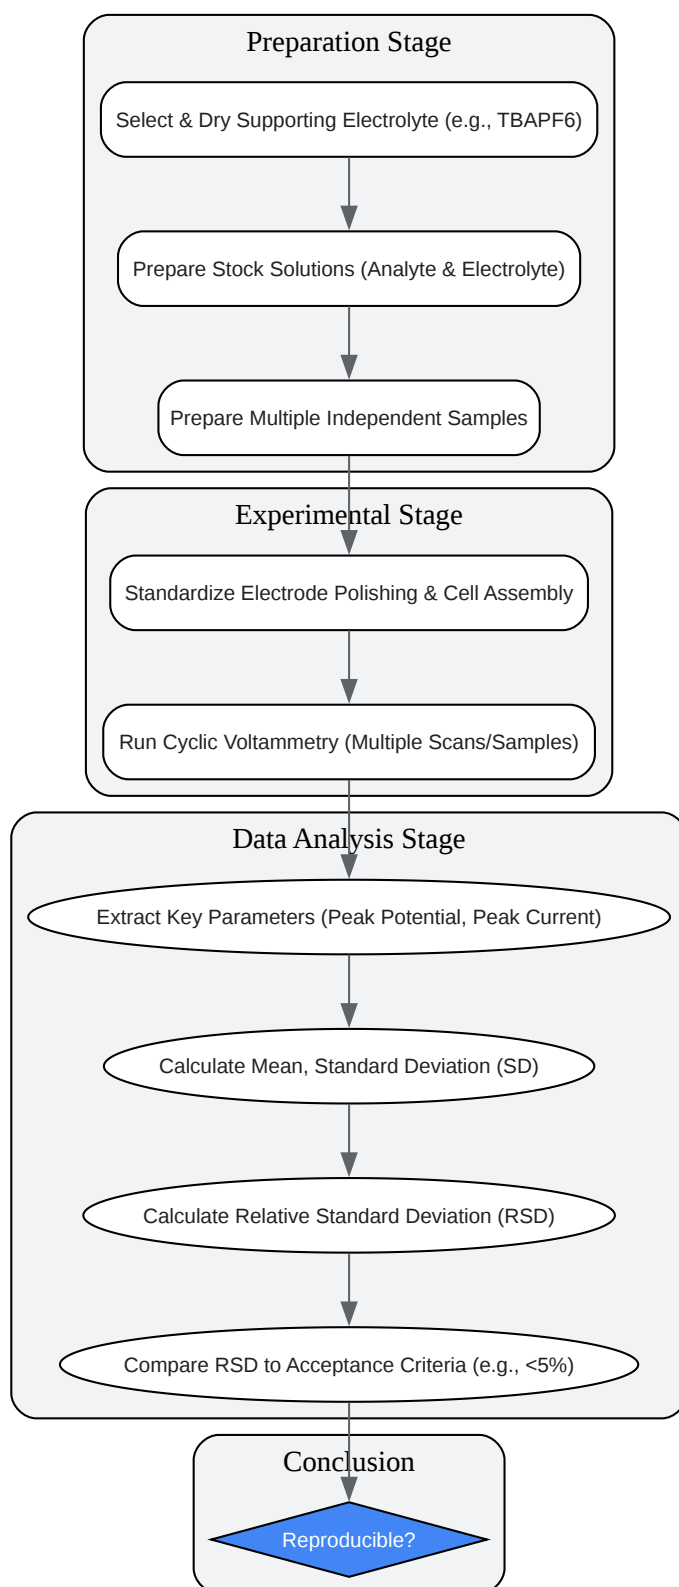 Preparation Stage
Select & Dry Supporting Electrolyte (e.g., TBAPF6)
Prepare Stock Solutions (Analyte & Electrolyte)
Prepare Multiple Independent Samples
Experimental Stage
Standardize Electrode Polishing & Cell Assembly
Run Cyclic Voltammetry (Multiple Scans/Samples)
Data Analysis Stage
Extract Key Parameters (Peak Potential, Peak Current)
Calculate Mean, Standard Deviation (SD)
Calculate Relative Standard Deviation (RSD)
Compare RSD to Acceptance Criteria (e.g., <5%)
Conclusion
Reproducible?